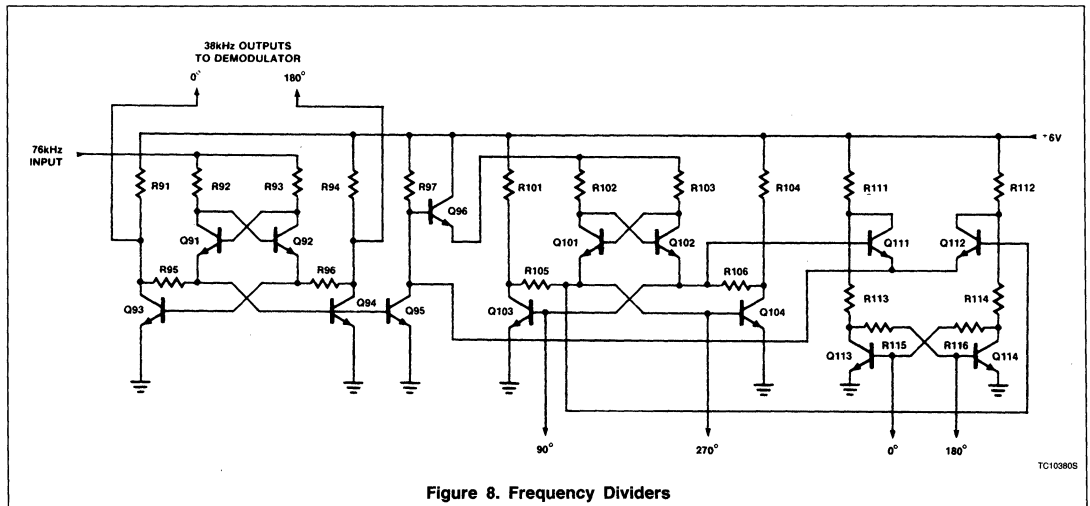 38kHz OUTPUTS
TO DEMODULATOR
0"
180°
76kHz
INPUT
+6V
R91
R92
R93
R94
R97
Q96
R101
R102
R103
R104
R111
R112
Q91
Q92
Q101
Q102
Q111
Q112
R95
R96
R105
R106
R113
R114
Q93
Q94
Q95
Q103
Q104
R115
R116
Q113
Q114
90°
270°
0°
180°
TC10380S
Figure 8. Frequency Dividers